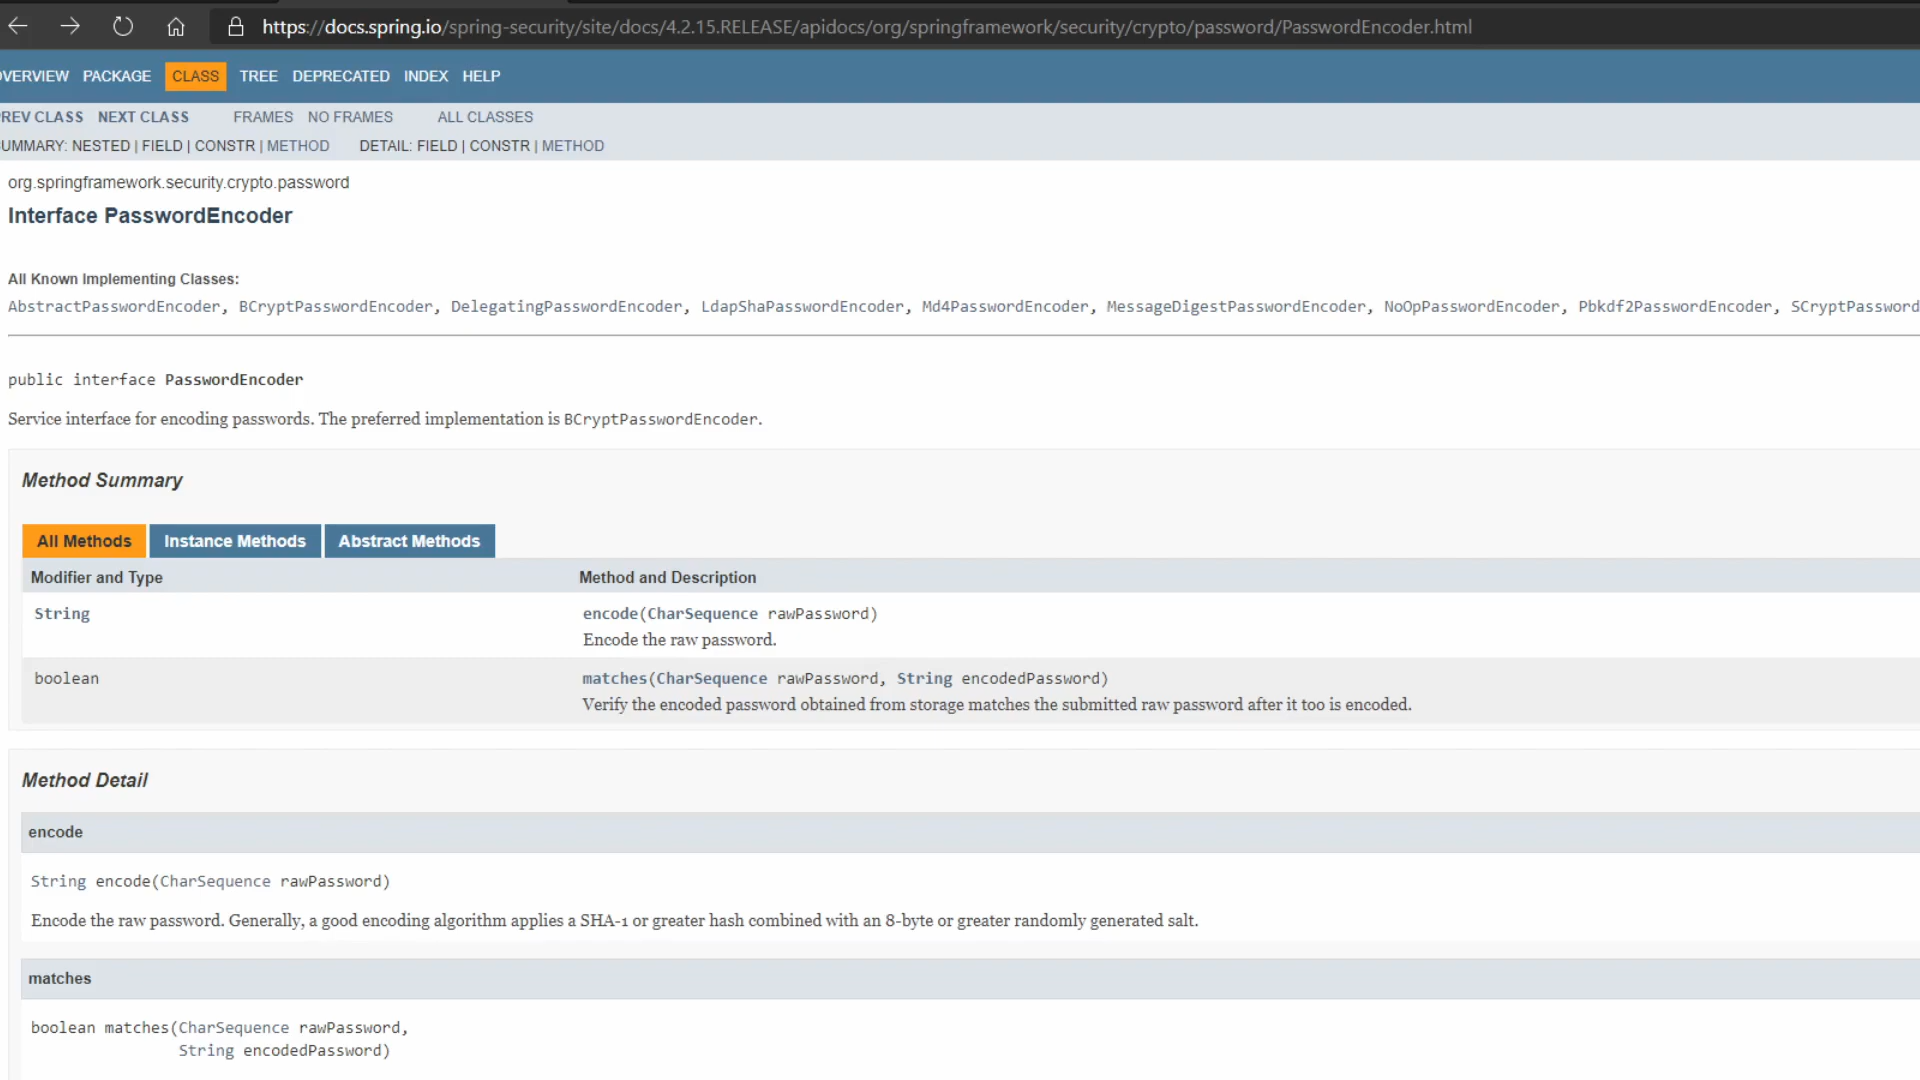 https://docs.spring.io/spring-security/site/docs/4.2.15.RELEASE/apidocs/org/springframework/security/crypto/password/PasswordEncoder.html
OVERVIEW PACKAGE CLASS TREE DEPRECATED INDEX HELP
PREV CLASS NEXT CLASS FRAMES NO FRAMES ALL CLASSES
SUMMARY: NESTED | FIELD | CONSTR | METHOD DETAIL: FIELD | CONSTR | METHOD
org.springframework.security.crypto.password
Interface PasswordEncoder
All Known Implementing Classes:
AbstractPasswordEncoder, BCryptPasswordEncoder, DelegatingPasswordEncoder, LdapShaPasswordEncoder, Md4PasswordEncoder, MessageDigestPasswordEncoder, NoOpPasswordEncoder, Pbkdf2PasswordEncoder, SCryptPassword
public interface PasswordEncoder
Service interface for encoding passwords. The preferred implementation is BCryptPasswordEncoder.
Method Summary
All Methods Instance Methods Abstract Methods
Modifier and Type Method and Description
String encode(CharSequence rawPassword)
Encode the raw password.
boolean matches(CharSequence rawPassword, String encodedPassword)
Verify the encoded password obtained from storage matches the submitted raw password after it too is encoded.
Method Detail
encode
String encode(CharSequence rawPassword)
Encode the raw password. Generally, a good encoding algorithm applies a SHA-1 or greater hash combined with an 8-byte or greater randomly generated salt.
matches
boolean matches(CharSequence rawPassword,
String encodedPassword)